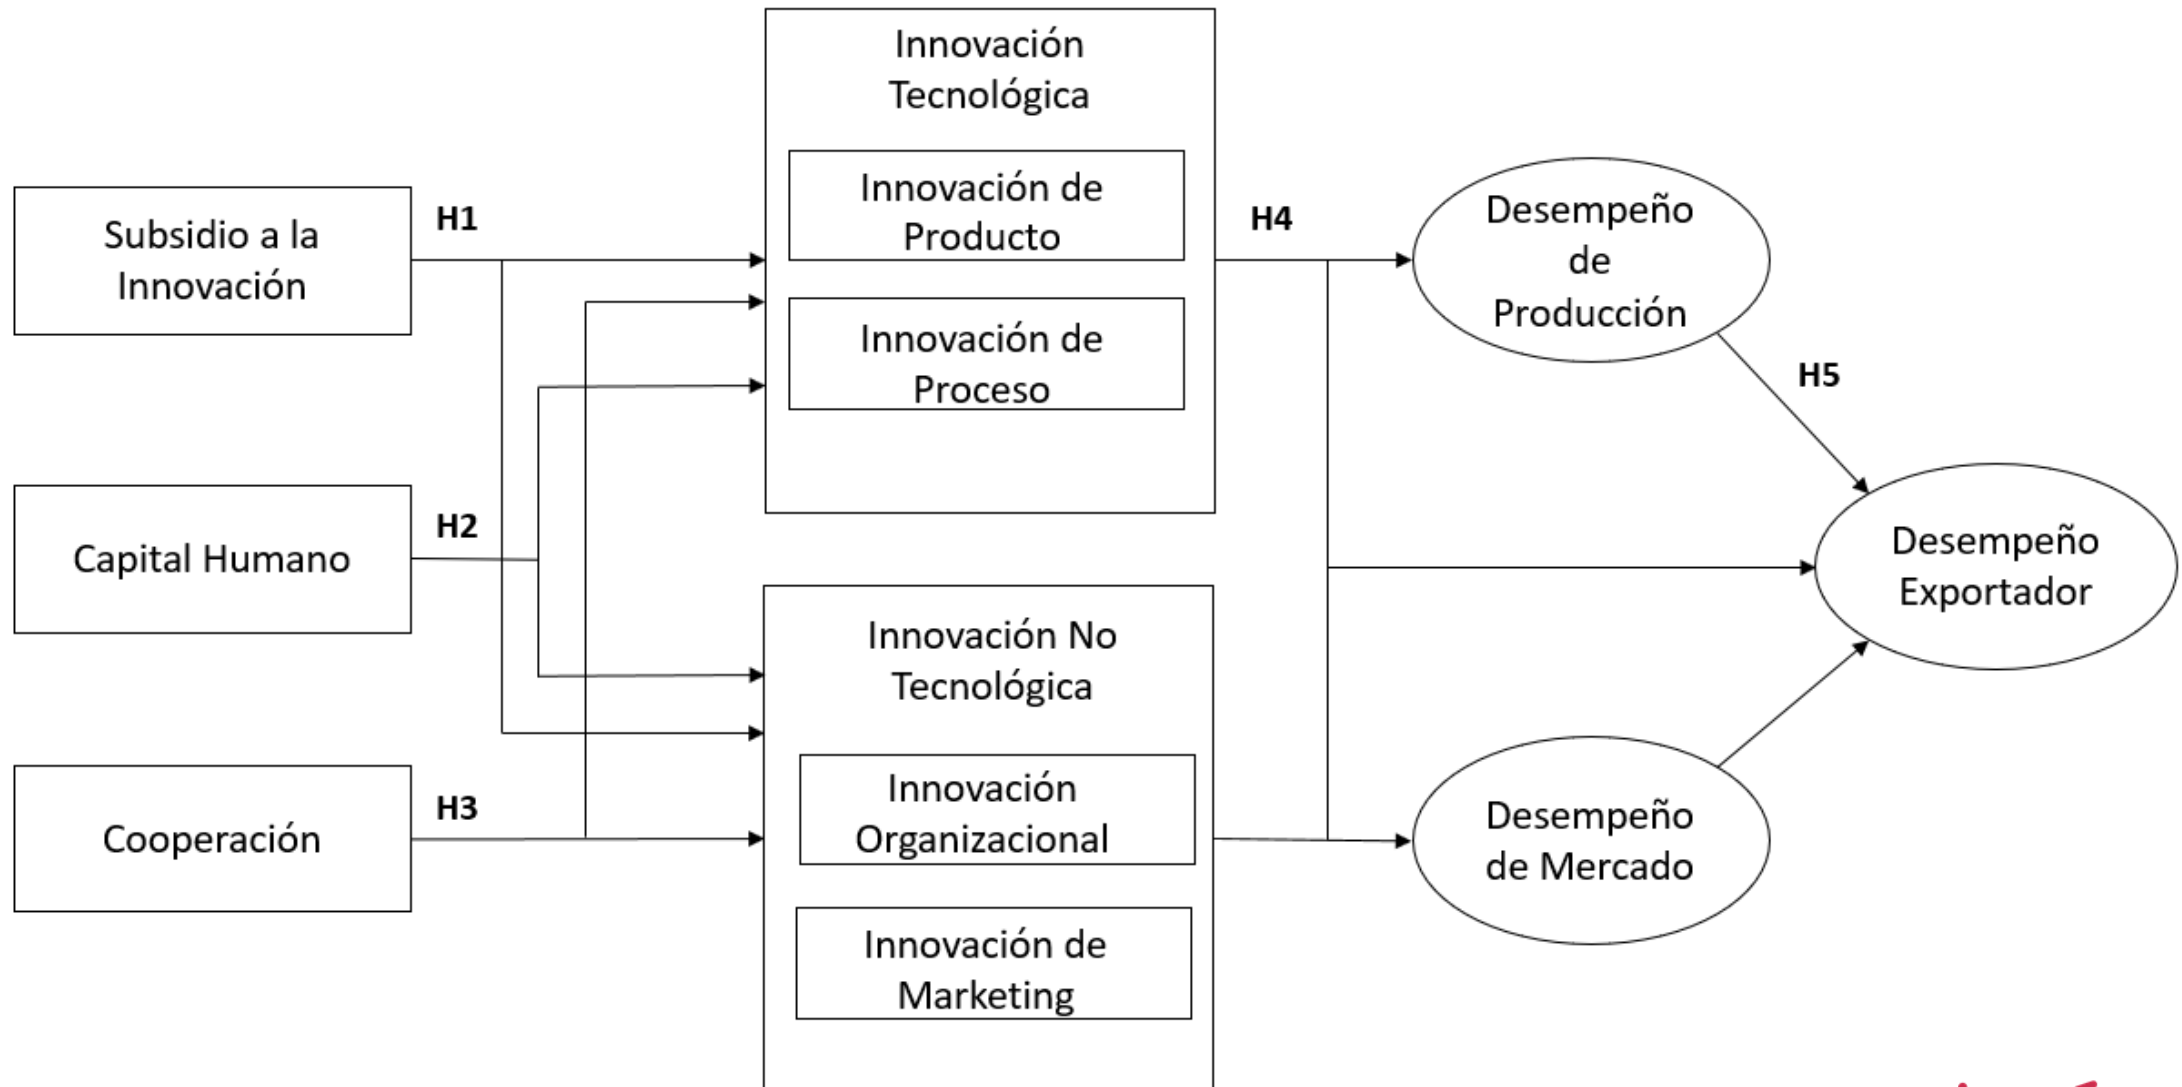 Innovación
Tecnológica
Innovación de
Producto
Innovación de
Proceso
Subsidio a la
Innovación
H1
Capital Humano
H2
Cooperación
H3
Innovación No
Tecnológica
Innovación
Organizacional
Innovación de
Marketing
H4
Desempeño
de
Producción
H5
Desempeño
Exportador
Desempeño
de Mercado